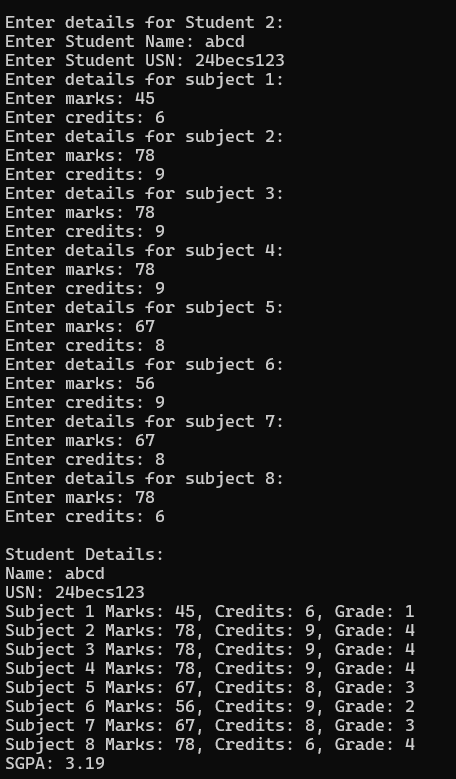 Enter details for Student 2:
Enter Student Name: abcd
Enter Student USN: 24becs123
Enter details for subject 1:
Enter marks: 45
Enter credits: 6
Enter details for subject 2:
Enter marks: 78
Enter credits: 9
Enter details for subject 3:
Enter marks: 78
Enter credits: 9
Enter details for subject 4:
Enter marks: 78
Enter credits: 9
Enter details for subject 5:
Enter marks: 67
Enter credits: 8
Enter details for subject 6:
Enter marks: 56
Enter credits: 9
Enter details for subject 7:
Enter marks: 67
Enter credits: 8
Enter details for subject 8:
Enter marks: 78
Enter credits: 6

Student Details:
Name: abcd
USN: 24becs123
Subject 1 Marks: 45, Credits: 6, Grade: 1
Subject 2 Marks: 78, Credits: 9, Grade: 4
Subject 3 Marks: 78, Credits: 9, Grade: 4
Subject 4 Marks: 78, Credits: 9, Grade: 4
Subject 5 Marks: 67, Credits: 8, Grade: 3
Subject 6 Marks: 56, Credits: 9, Grade: 2
Subject 7 Marks: 67, Credits: 8, Grade: 3
Subject 8 Marks: 78, Credits: 6, Grade: 4
SGPA: 3.19